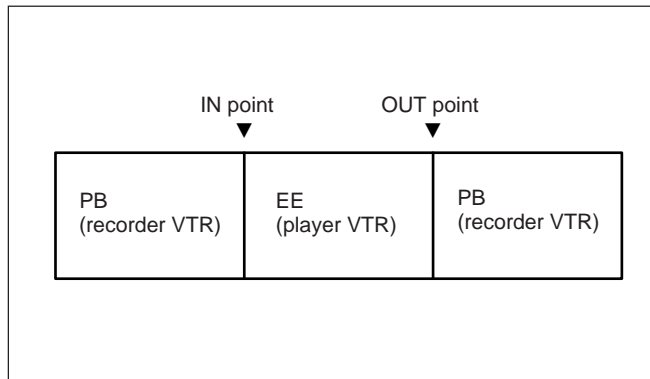 IN point
OUT point
PB
(recorder VTR)
EE
(player VTR)
PB
(recorder VTR)